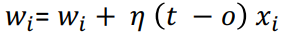 wᵢ= wᵢ + η (t − o) xᵢ